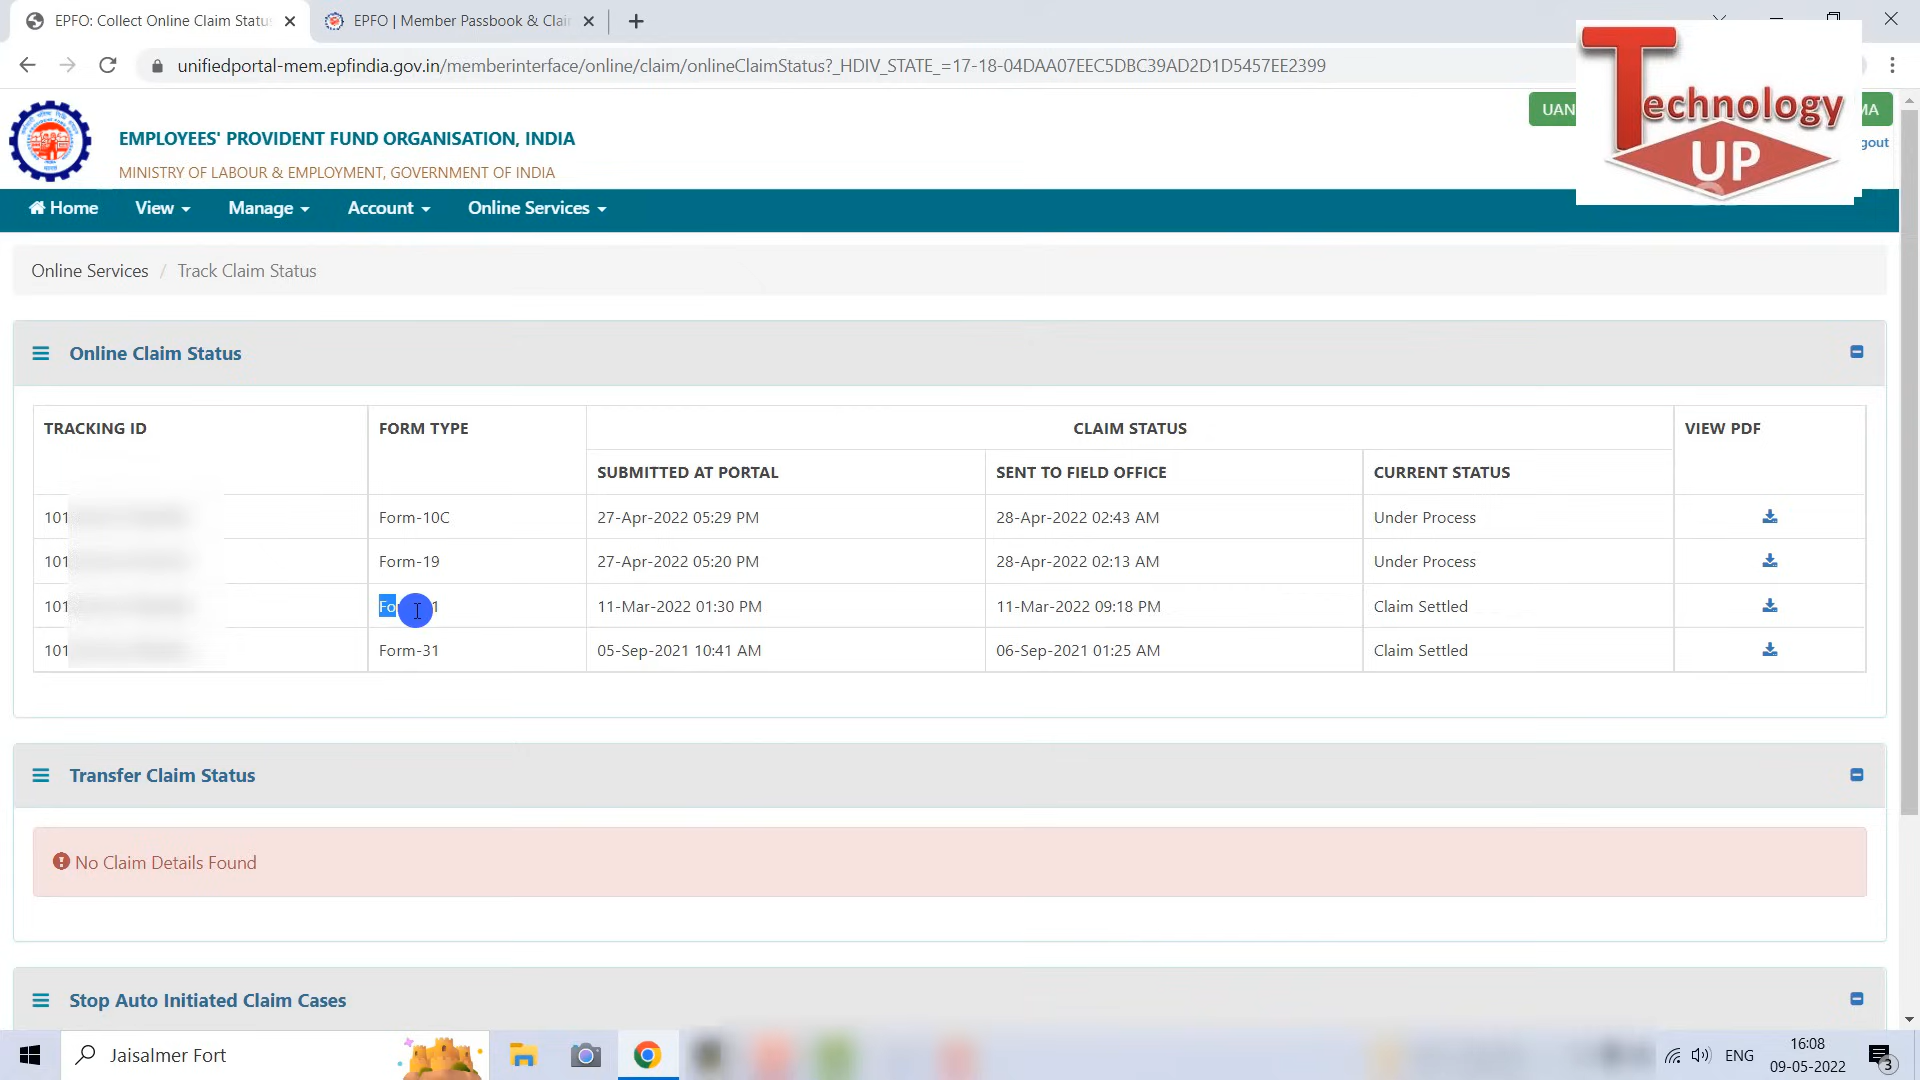 EPFO: Collect Online Claim Statu
EPFO | Member Passbook & Clai
unifiedportal-mem.epfindia.gov.in/memberinterface/online/claim/onlineClaimStatus?_HDIV_STATE_=17-18-04DAA07EEC5DBC39AD2D1D5457EE2399
EMPLOYEES' PROVIDENT FUND ORGANISATION, INDIA
MINISTRY OF LABOUR & EMPLOYMENT, GOVERNMENT OF INDIA
UAN
MA
gout
Technology
UP
Home View Manage Account Online Services
Online Services / Track Claim Status
Online Claim Status
TRACKING ID FORM TYPE CLAIM STATUS VIEW PDF
SUBMITTED AT PORTAL SENT TO FIELD OFFICE CURRENT STATUS
101 Form-10C 27-Apr-2022 05:29 PM 28-Apr-2022 02:43 AM Under Process
101 Form-19 27-Apr-2022 05:20 PM 28-Apr-2022 02:13 AM Under Process
101 Fo 1 11-Mar-2022 01:30 PM 11-Mar-2022 09:18 PM Claim Settled
101 Form-31 05-Sep-2021 10:41 AM 06-Sep-2021 01:25 AM Claim Settled
Transfer Claim Status
No Claim Details Found
Stop Auto Initiated Claim Cases
Jaisalmer Fort
ENG
16:08
09-05-2022
3